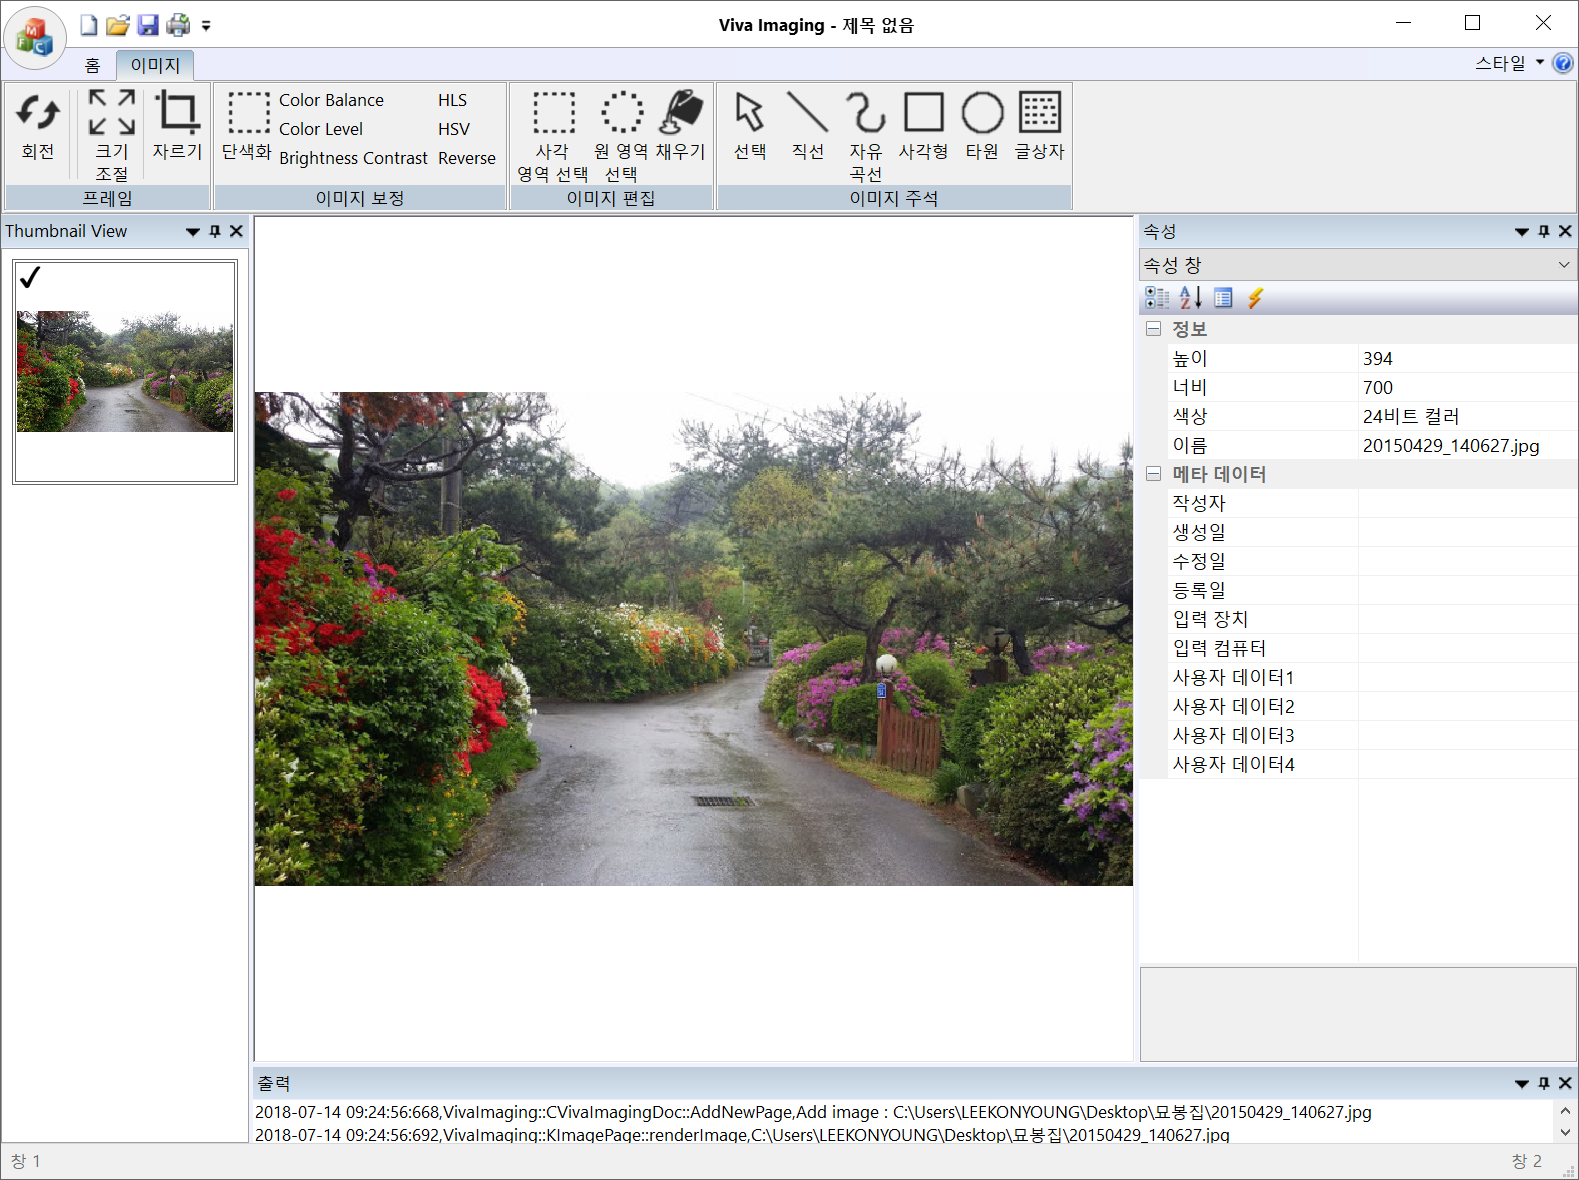 Viva Imaging - 제목 없음
홈
이미지
스타일
회전
크기
조절
자르기
프레임
단색화
Color Balance
Color Level
Brightness Contrast
HLS
HSV
Reverse
이미지 보정
사각
영역 선택
원 영역
선택
채우기
이미지 편집
선택
직선
자유
곡선
사각형
타원
글상자
이미지 주석
Thumbnail View
속성
속성 창
정보
높이 394
너비 700
색상 24비트 컬러
이름 20150429_140627.jpg
메타 데이터
작성자
생성일
수정일
등록일
입력 장치
입력 컴퓨터
사용자 데이터1
사용자 데이터2
사용자 데이터3
사용자 데이터4
출력
2018-07-14 09:24:56:668,VivaImaging::CVivaImagingDoc::AddNewPage,Add image : C:\Users\LEEKONYOUNG\Desktop\묘봉집\20150429_140627.jpg
2018-07-14 09:24:56:692,VivaImaging::KImagePage::renderImage,C:\Users\LEEKONYOUNG\Desktop\묘봉집\20150429_140627.jpg
창 1
창 2